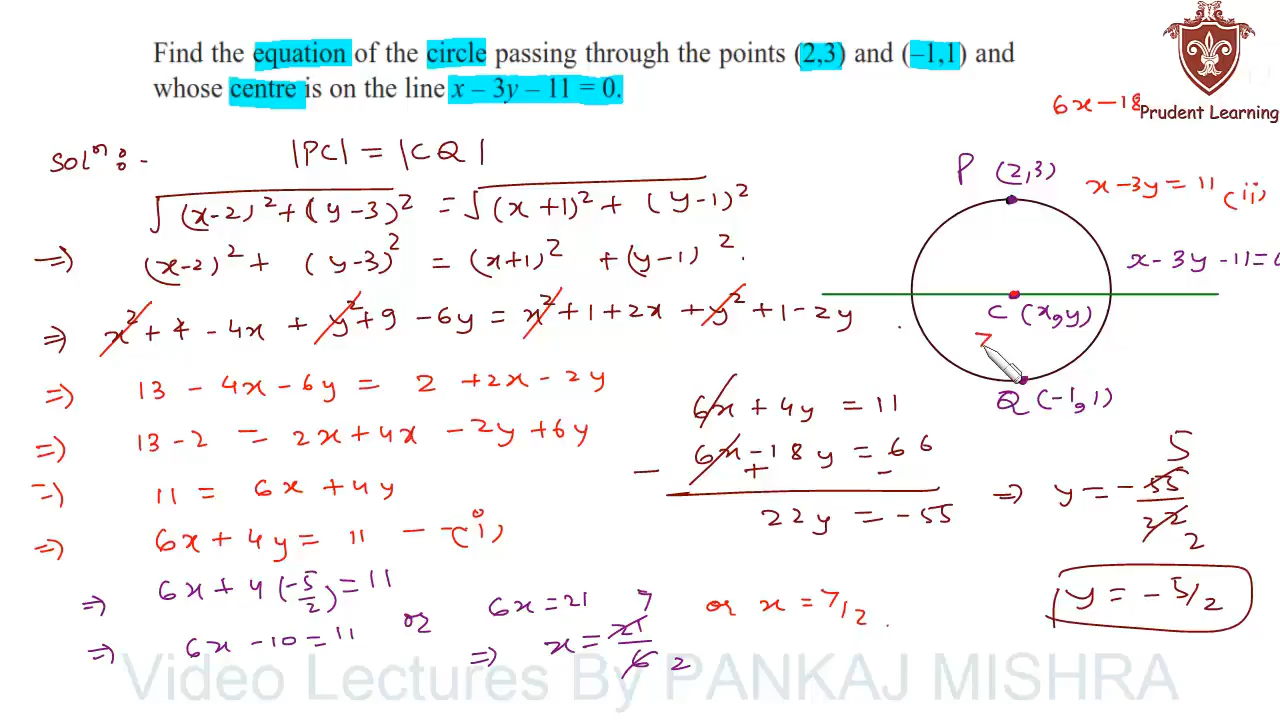 Find the equation of the circle passing through the points (2,3) and (–1,1) and
whose centre is on the line x – 3y – 11 = 0.
Prudent Learning
6x – 18
Solⁿ :-
|PC| = |CQ|
√(x-2)² + (y-3)² = √(x+1)² + (y-1)²
⇒ (x-2)² + (y-3)² = (x+1)² + (y-1)².
⇒ x² + 4 - 4x + y² + 9 - 6y = x² + 1 + 2x + y² + 1 - 2y.
⇒ 13 - 4x - 6y = 2 + 2x - 2y
⇒ 13 - 2 = 2x + 4x - 2y + 6y
⇒ 11 = 6x + 4y
⇒ 6x + 4y = 11 - (i)
⇒ 6x + 4(-5/2) = 11
⇒ 6x - 10 = 11 or
6x = 21
⇒ x = 21/6 7 2
or x = 7/2.
6x + 4y = 11
- 6x - 18y = 66
+ -
22y = -55
⇒ y = -55/22 5 2
y = -5/2
P (2,3)
x - 3y = 11 (ii)
x - 3y - 11 = 0
C (x,y)
7
Q (-1,1)
Video Lectures By PANKAJ MISHRA